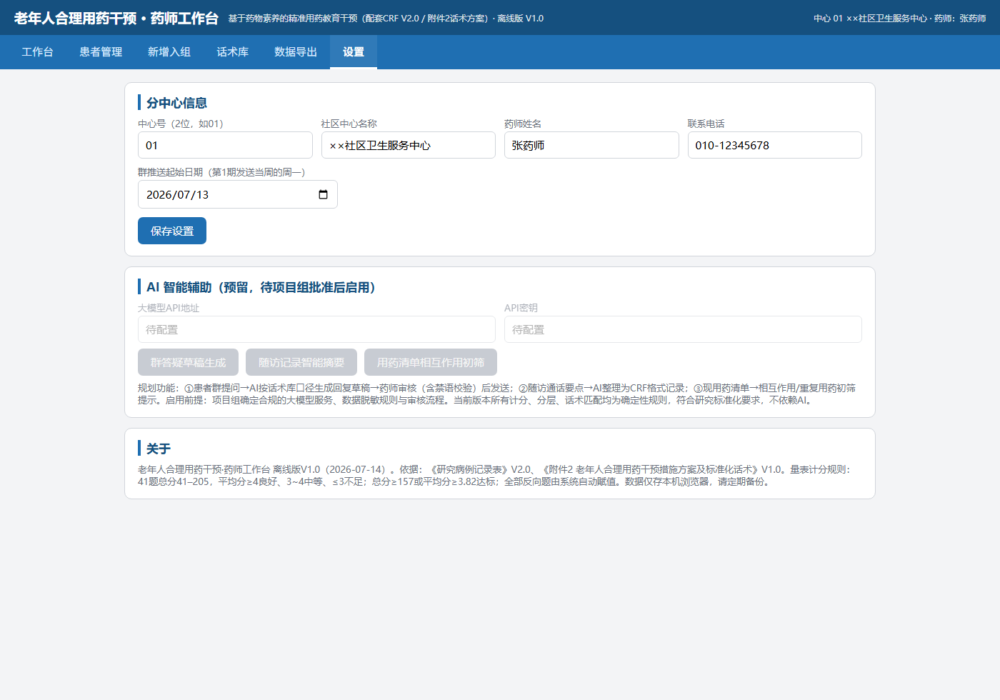 老年人合理用药干预 • 药师工作台 基于药物素养的精准用药教育干预（配套CRF V2.0 / 附件2话术方案）· 离线版 V1.0 中心 01 ××社区卫生服务中心 · 药师：张药师
工作台 患者管理 新增入组 话术库 数据导出 设置
分中心信息
中心号（2位，如01） 社区中心名称 药师姓名 联系电话
01 ××社区卫生服务中心 张药师 010-12345678
群推送起始日期（第1期发送当周的周一）
2026/07/13
保存设置
AI 智能辅助（预留，待项目组批准后启用）
大模型API地址 API密钥
待配置 待配置
群答疑草稿生成 随访记录智能摘要 用药清单相互作用初筛
规划功能：①患者群提问→AI按话术库口径生成回复草稿→药师审核（含禁语校验）后发送；②随访通话要点→AI整理为CRF格式记录；③现用药清单→相互作用/重复用药初筛
提示。启用前提：项目组确定合规的大模型服务、数据脱敏规则与审核流程。当前版本所有计分、分层、话术匹配均为确定性规则，符合研究标准化要求，不依赖AI。
关于
老年人合理用药干预·药师工作台 离线版V1.0（2026-07-14）。依据：《研究病例记录表》V2.0、《附件2 老年人合理用药干预措施方案及标准化话术》V1.0。量表计分规则：
41题总分41–205，平均分≥4良好、3~4中等、≤3不足；总分≥157或平均分≥3.82达标；全部反向题由系统自动赋值。数据仅存本机浏览器，请定期备份。